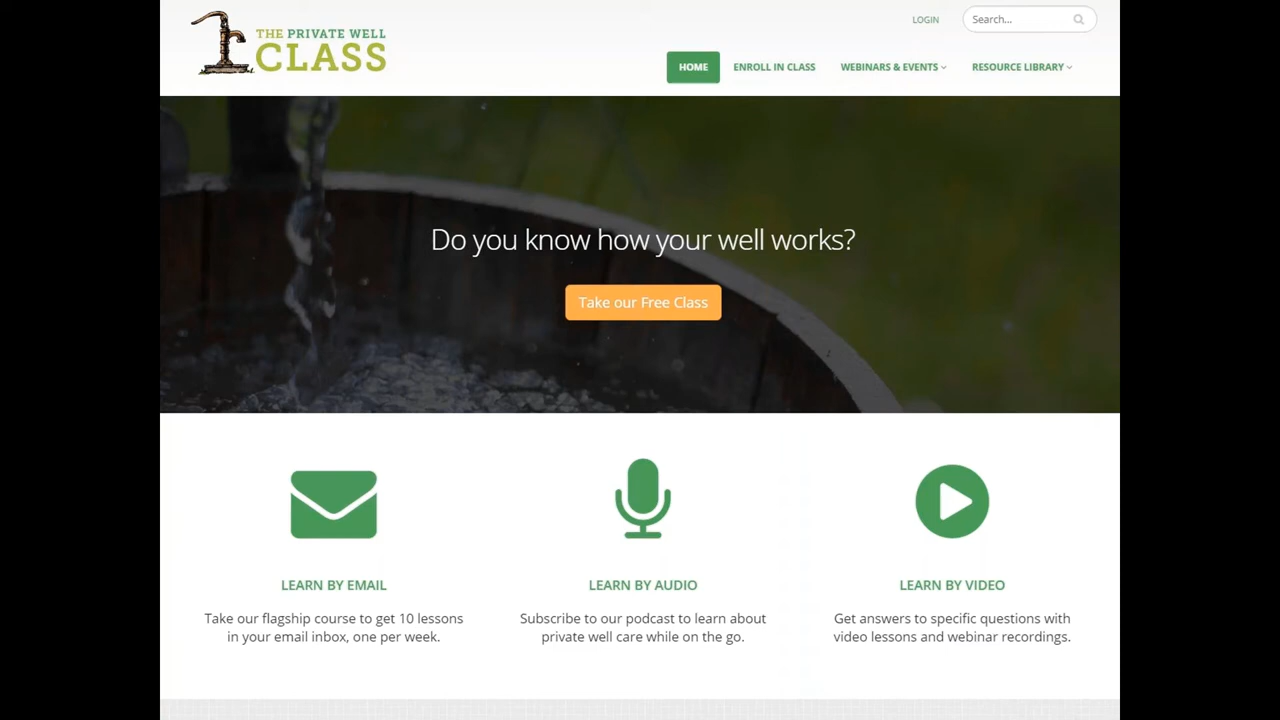 THE PRIVATE WELL
CLASS
LOGIN
Search...
HOME
ENROLL IN CLASS
WEBINARS & EVENTS
RESOURCE LIBRARY
Do you know how your well works?
Take our Free Class
LEARN BY EMAIL
Take our flagship course to get 10 lessons
in your email inbox, one per week.
LEARN BY AUDIO
Subscribe to our podcast to learn about
private well care while on the go.
LEARN BY VIDEO
Get answers to specific questions with
video lessons and webinar recordings.